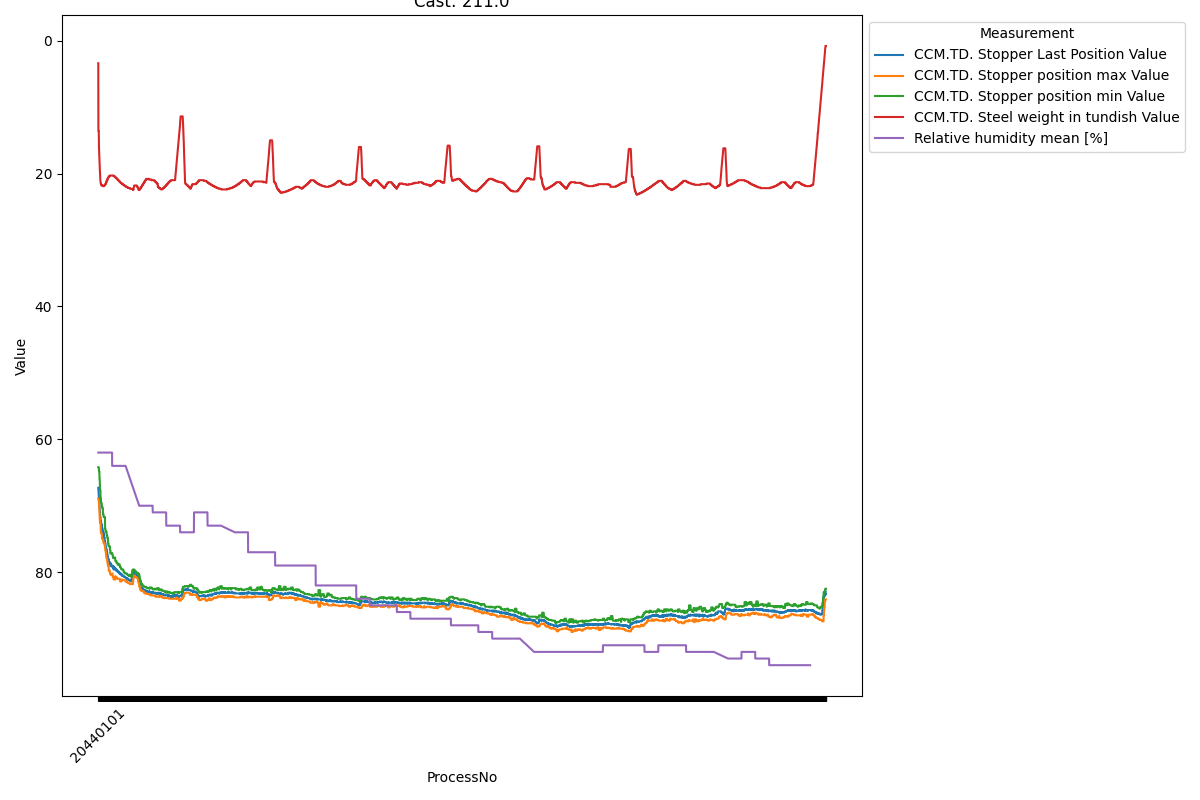 Cast: 211.0
Measurement
CCM.TD. Stopper Last Position Value
CCM.TD. Stopper position max Value
CCM.TD. Stopper position min Value
CCM.TD. Steel weight in tundish Value
Relative humidity mean [%]
0
20
40
60
80
Value
20440101
ProcessNo